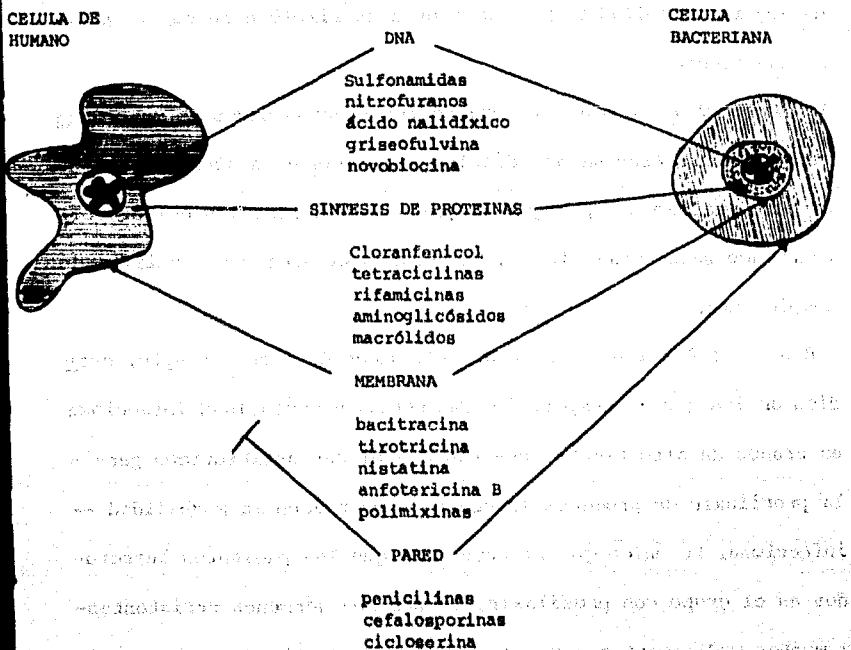 CELULA DE
HUMANO
CELULA
BACTERIANA
DNA
Sulfonamidas
nitrofuranos
ácido nalidíxico
griseofulvina
novobiocina
SINTESIS DE PROTEINAS
Cloranfenicol
tetraciclinas
rifamicinas
aminoglicósidos
macrólidos
MEMBRANA
bacitracina
tirotricina
nistatina
anfotericina B
polimixinas
PARED
penicilinas
cefalosporinas
cicloserina